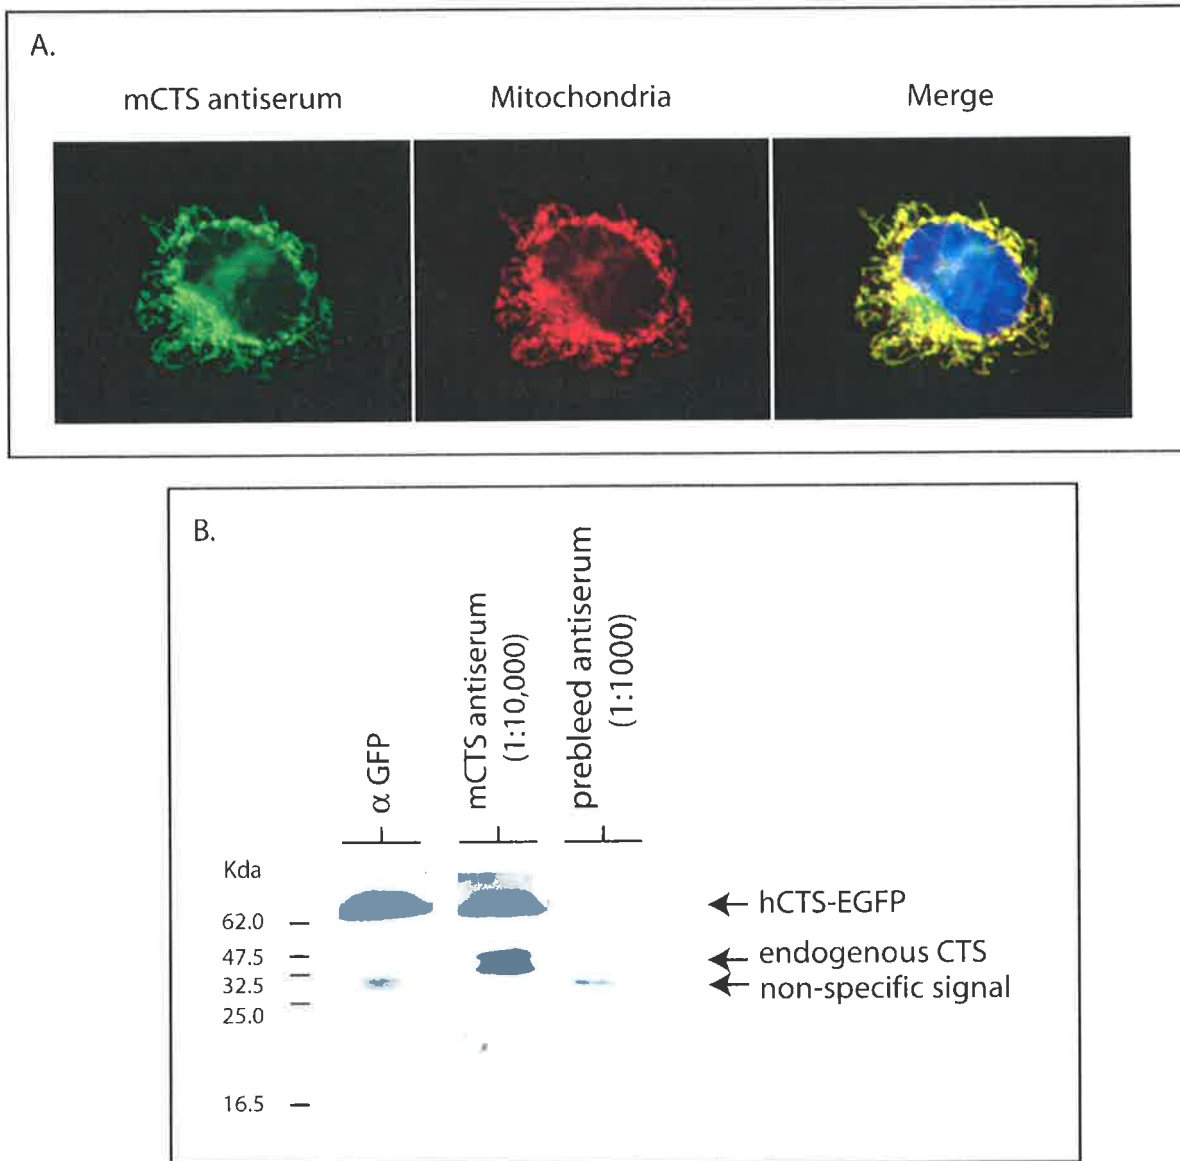 A.
mCTS antiserum
Mitochondria
Merge
B.
α GFP
mCTS antiserum
(1:10,000)
prebleed antiserum
(1:1000)
Kda
62.0
47.5
32.5
25.0
16.5
hCTS-EGFP
endogenous CTS
non-specific signal